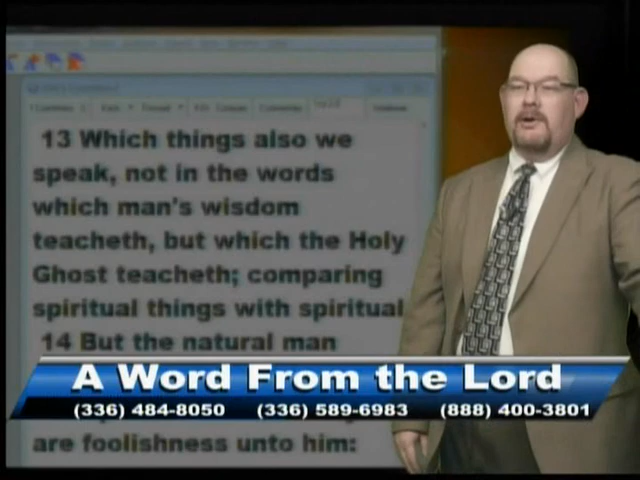 13 Which things also we
speak, not in the words
which man's wisdom
teacheth, but which the Holy
Ghost teacheth; comparing
spiritual things with spiritual
14 But the natural man
A Word From the Lord
(336) 484-8050 (336) 589-6983 (888) 400-3801
are foolishness unto him: